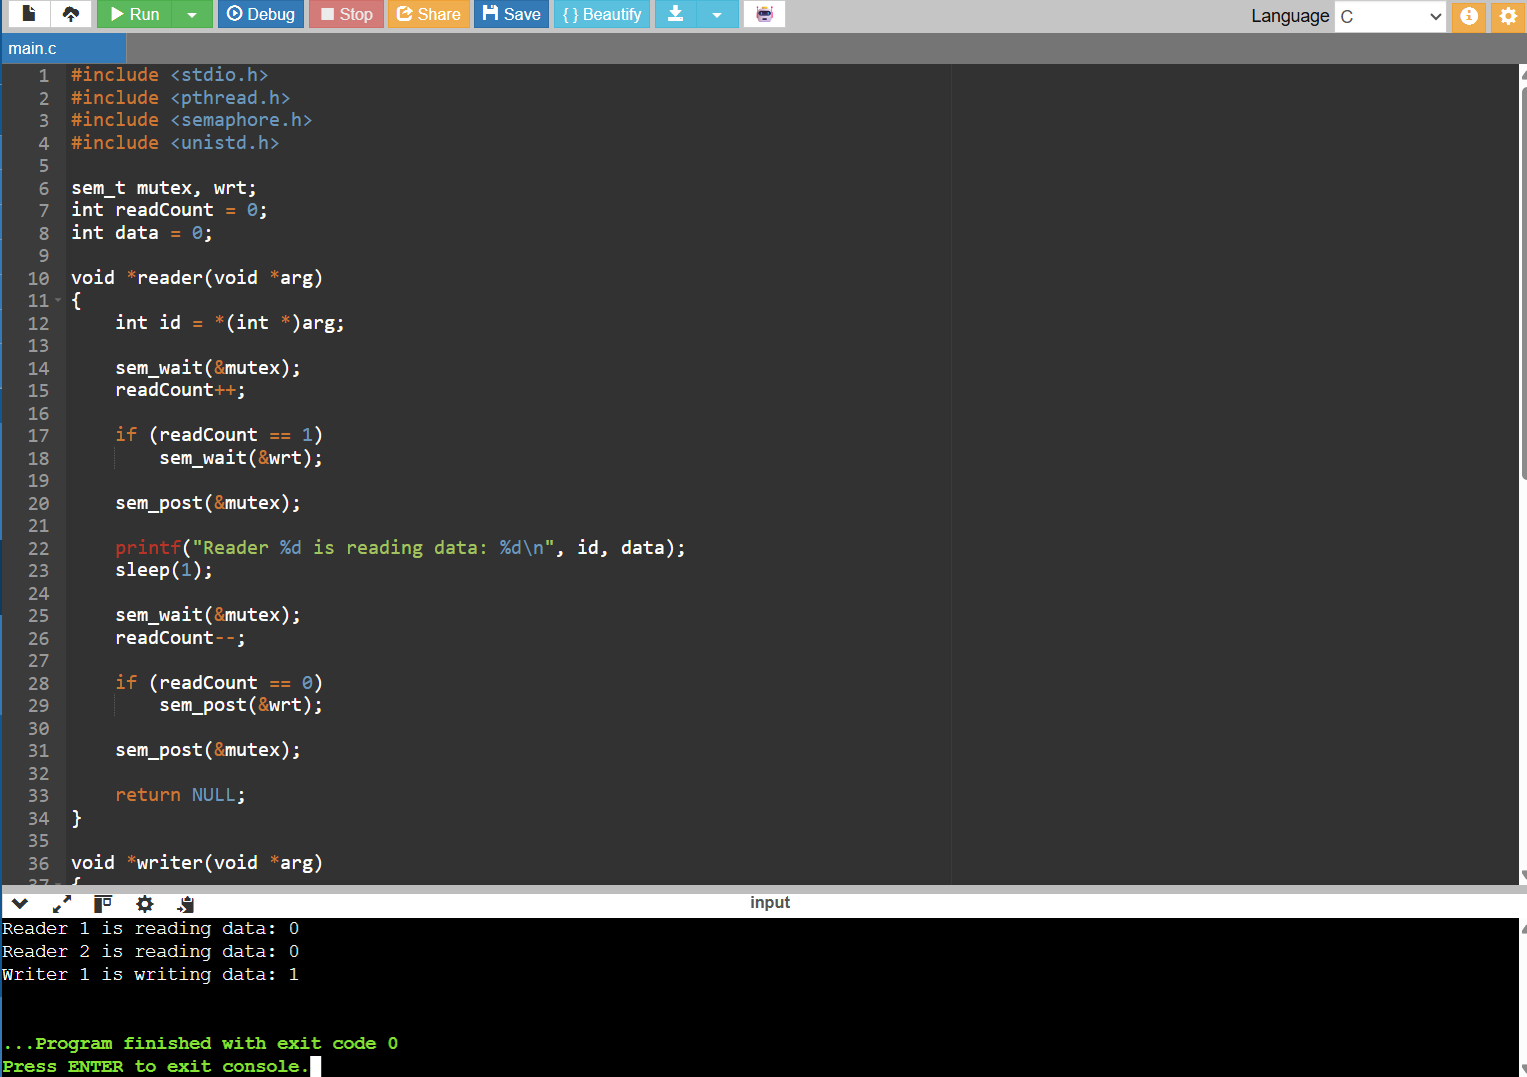 Run Debug Stop Share Save { } Beautify Language C
main.c
1 #include <stdio.h>
2 #include <pthread.h>
3 #include <semaphore.h>
4 #include <unistd.h>
5
6 sem_t mutex, wrt;
7 int readCount = 0;
8 int data = 0;
9
10 void *reader(void *arg)
11 {
12     int id = *(int *)arg;
13
14     sem_wait(&mutex);
15     readCount++;
16
17     if (readCount == 1)
18         sem_wait(&wrt);
19
20     sem_post(&mutex);
21
22     printf("Reader %d is reading data: %d\n", id, data);
23     sleep(1);
24
25     sem_wait(&mutex);
26     readCount--;
27
28     if (readCount == 0)
29         sem_post(&wrt);
30
31     sem_post(&mutex);
32
33     return NULL;
34 }
35
36 void *writer(void *arg)
37 {
input
Reader 1 is reading data: 0
Reader 2 is reading data: 0
Writer 1 is writing data: 1
...Program finished with exit code 0
Press ENTER to exit console.